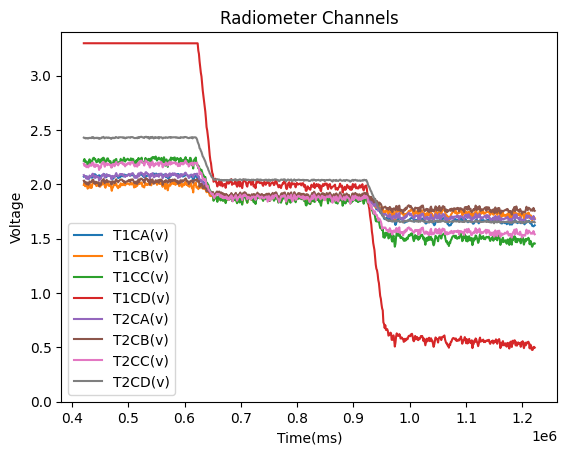 Radiometer Channels
Voltage
3.0
2.5
2.0
1.5
1.0
0.5
0.0
T1CA(v)
T1CB(v)
T1CC(v)
T1CD(v)
T2CA(v)
T2CB(v)
T2CC(v)
T2CD(v)
0.4 0.5 0.6 0.7 0.8 0.9 1.0 1.1 1.2
1e6
Time(ms)